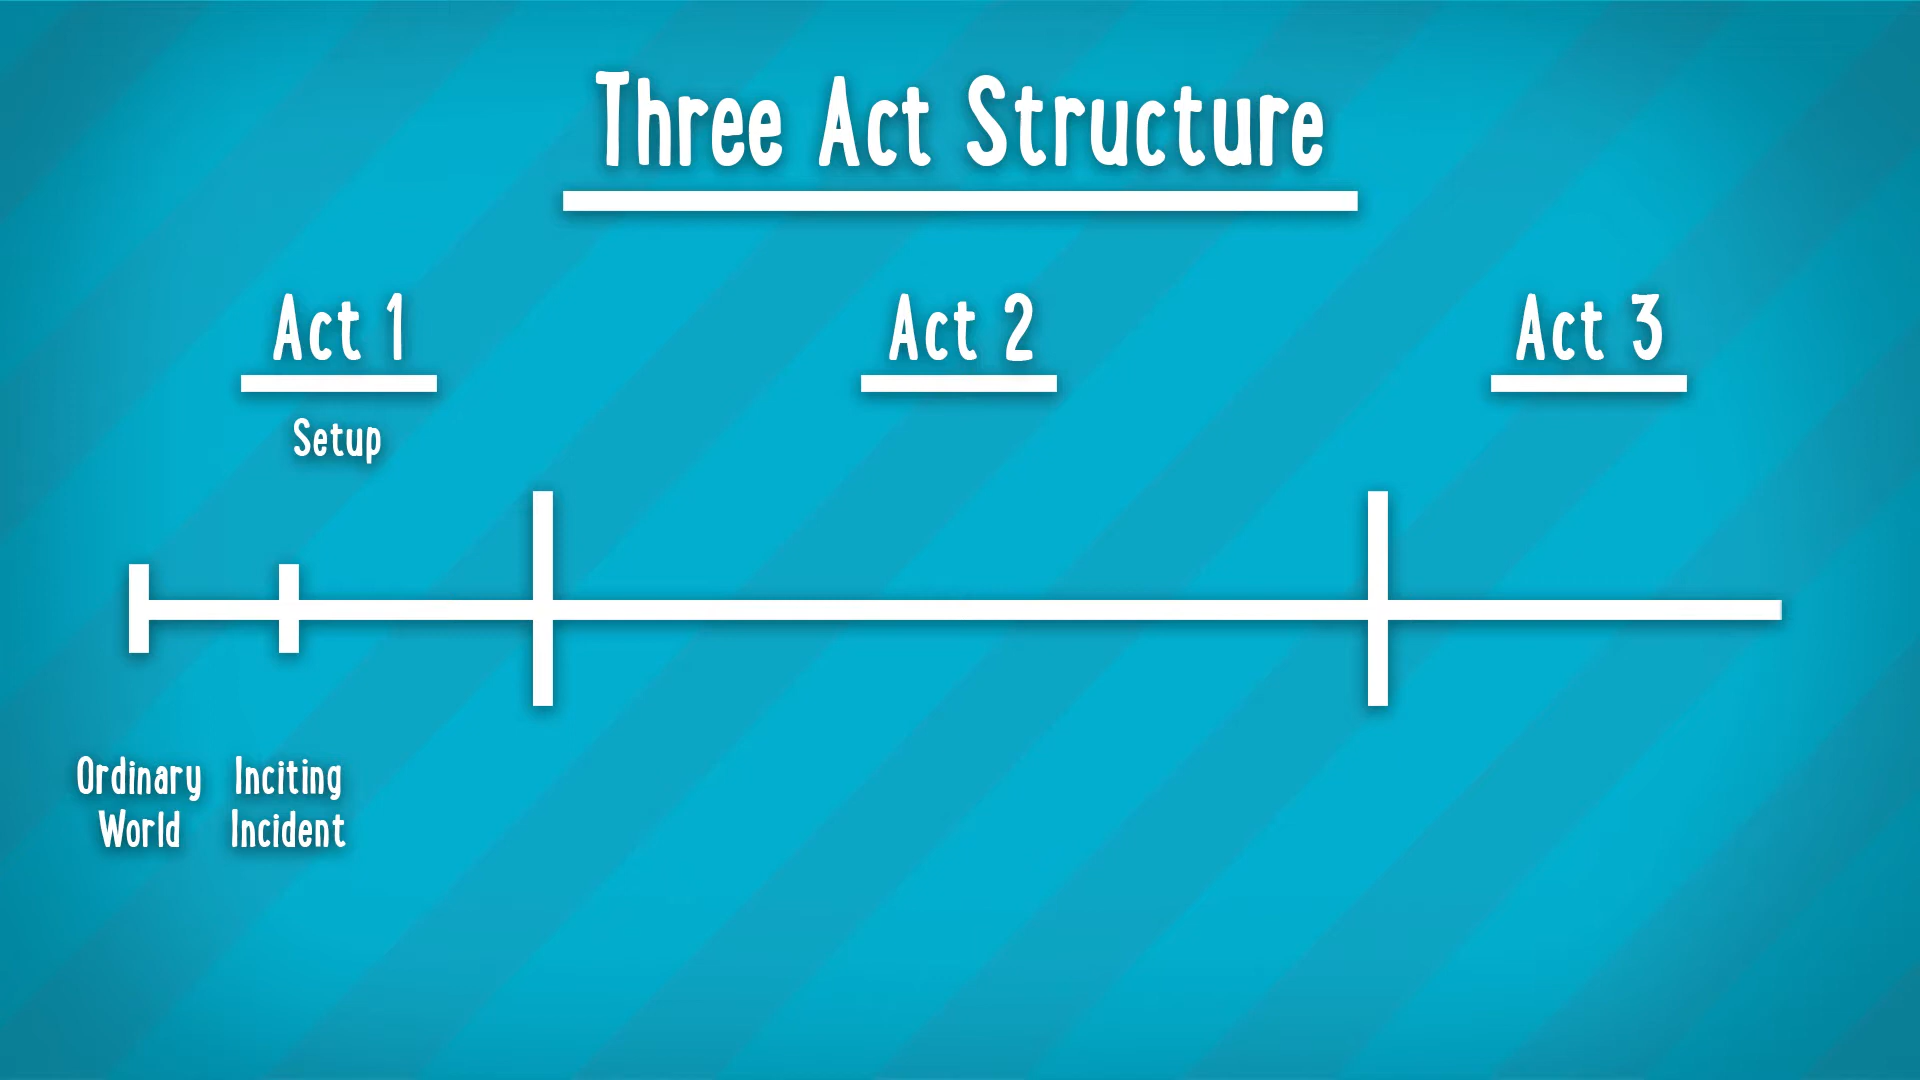 Three Act Structure
Act 1
Act 2
Act 3
Setup
Ordinary
World
Inciting
Incident